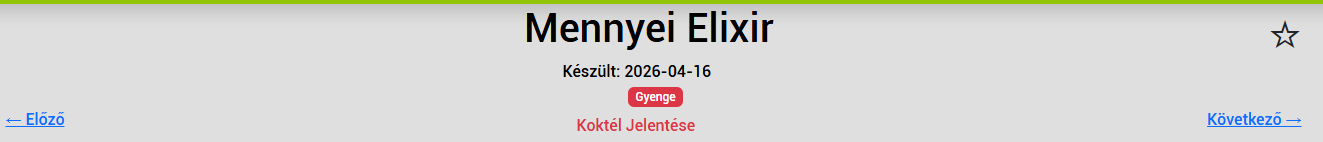 Mennyei Elixir
☆
Készült: 2026-04-16
Gyenge
← Előző
Koktél Jelentése
Következő →